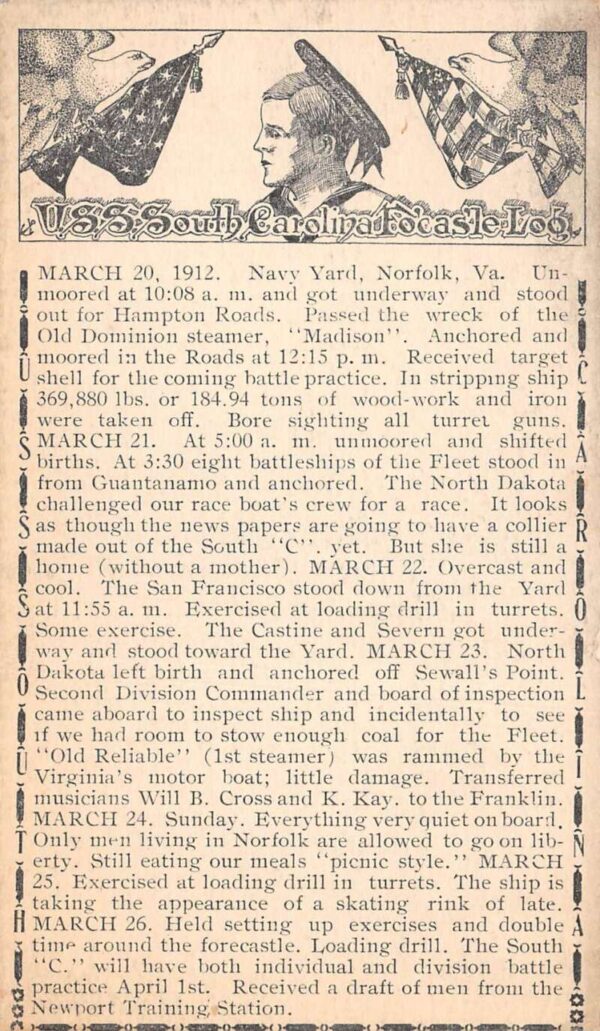 U.S.S. South Carolina Focas'le Log.
MARCH 20, 1912. Navy Yard, Norfolk, Va. Un-
moored at 10:08 a. m. and got underway and stood
out for Hampton Roads. Passed the wreck of the
Old Dominion steamer, "Madison". Anchored and
moored in the Roads at 12:15 p. m. Received target
shell for the coming battle practice. In stripping ship
369,880 lbs. or 184.94 tons of wood-work and iron
were taken off. Bore sighting all turret guns.
MARCH 21. At 5:00 a. m. unmoored and shifted
births. At 3:30 eight battleships of the Fleet stood in
from Guantanamo and anchored. The North Dakota
challenged our race boat's crew for a race. It looks
as though the news papers are going to have a collier
made out of the South "C". yet. But she is still a
home (without a mother). MARCH 22. Overcast and
cool. The San Francisco stood down from the Yard
at 11:55 a. m. Exercised at loading drill in turrets.
Some exercise. The Castine and Severn got under-
way and stood toward the Yard. MARCH 23. North
Dakota left birth and anchored off Sewall's Point.
Second Division Commander and board of inspection
came aboard to inspect ship and incidentally to see
if we had room to stow enough coal for the Fleet.
"Old Reliable" (1st steamer) was rammed by the
Virginia's motor boat; little damage. Transferred
musicians Will B. Cross and K. Kay. to the Franklin.
MARCH 24. Sunday. Everything very quiet on board.
Only men living in Norfolk are allowed to go on lib-
erty. Still eating our meals "picnic style." MARCH
25. Exercised at loading drill in turrets. The ship is
taking the appearance of a skating rink of late.
MARCH 26. Held setting up exercises and double
time around the forecastle. Loading drill. The South
"C." will have both individual and division battle
practice April 1st. Received a draft of men from the
Newport Training Station.
U S S SOUTH
CAROLINA